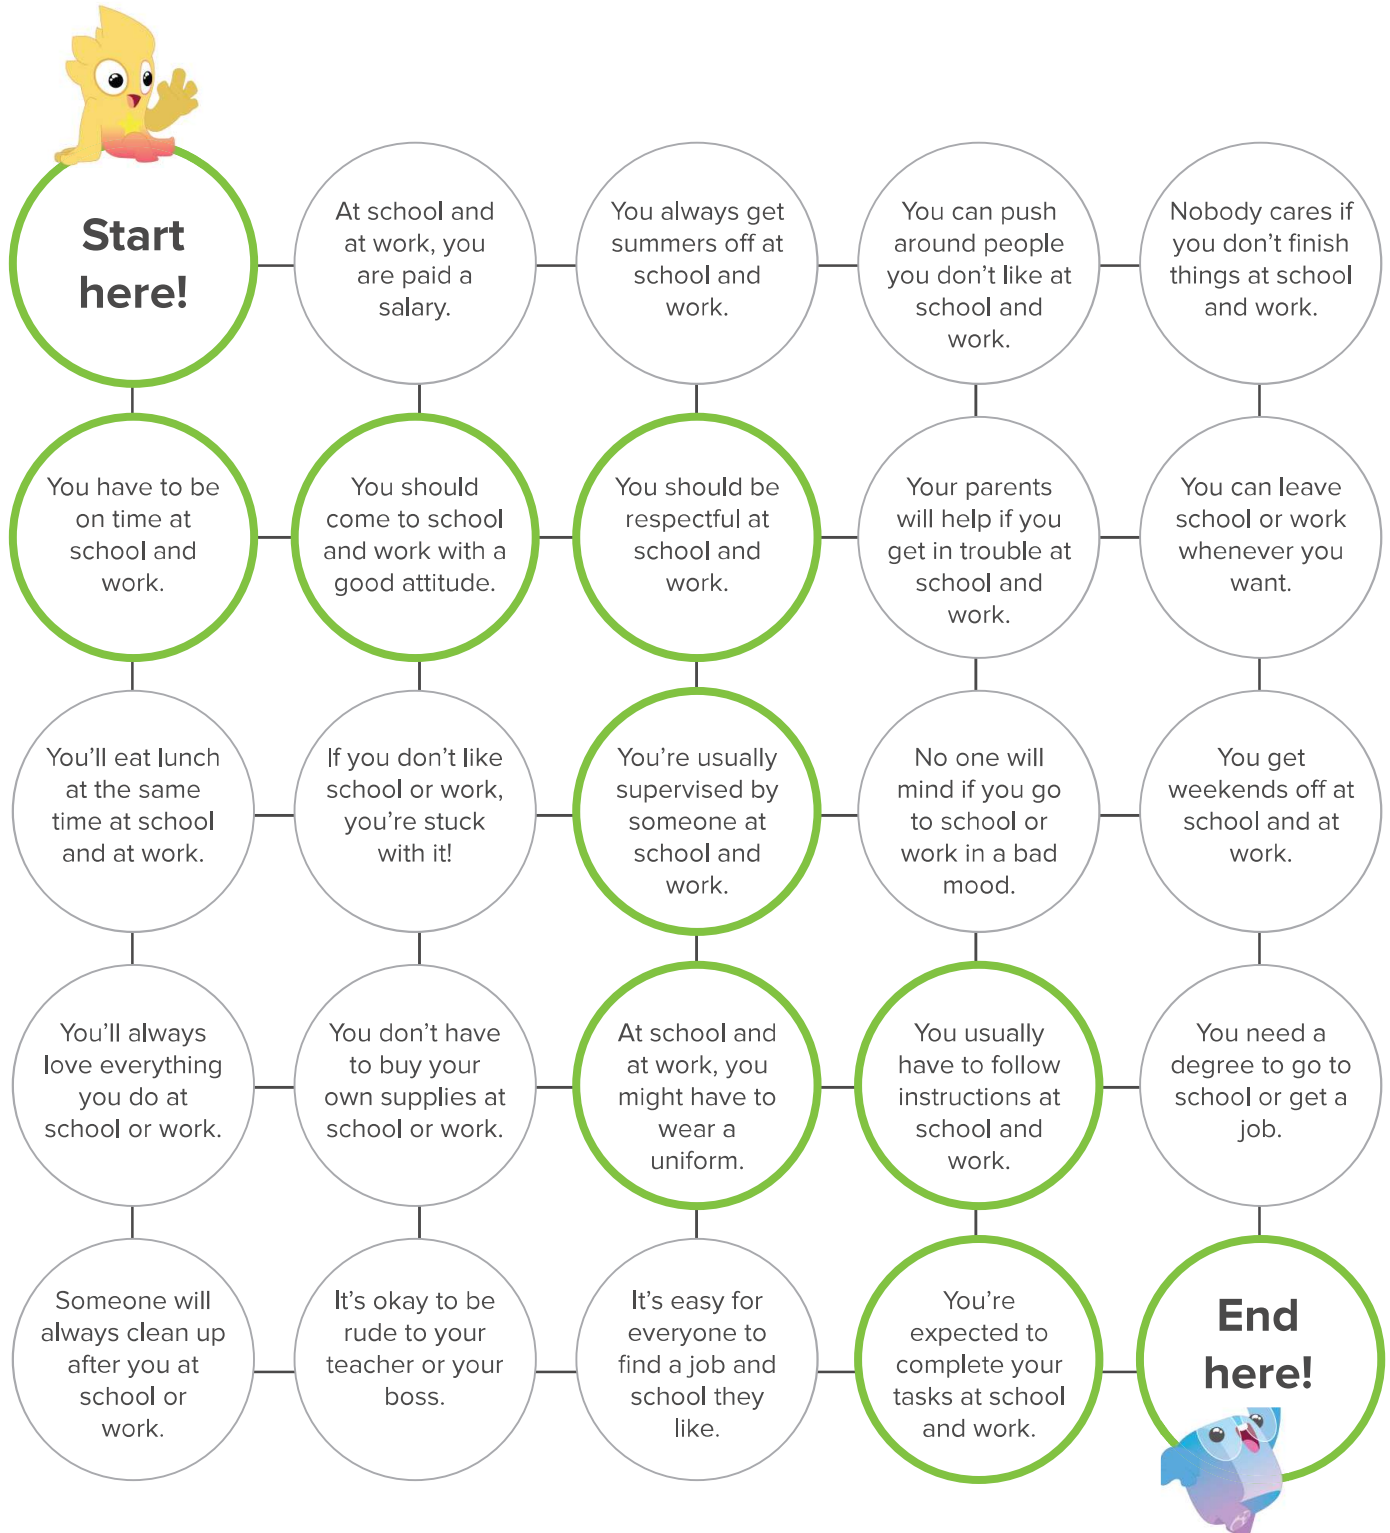 Start
here!
At school and
at work, you
are paid a
salary.
You always get
summers off at
school and
work.
You can push
around people
you don’t like at
school and
work.
Nobody cares if
you don’t finish
things at school
and work.
You have to be
on time at
school and
work.
You should
come to school
and work with a
good attitude.
You should be
respectful at
school and
work.
Your parents
will help if you
get in trouble at
school and
work.
You can leave
school or work
whenever you
want.
You’ll eat lunch
at the same
time at school
and at work.
If you don’t like
school or work,
you’re stuck
with it!
You’re usually
supervised by
someone at
school and
work.
No one will
mind if you go
to school or
work in a bad
mood.
You get
weekends off at
school and at
work.
You’ll always
love everything
you do at
school or work.
You don’t have
to buy your
own supplies at
school or work.
At school and
at work, you
might have to
wear a
uniform.
You usually
have to follow
instructions at
school and
work.
You need a
degree to go to
school or get a
job.
Someone will
always clean up
after you at
school or
work.
It’s okay to be
rude to your
teacher or your
boss.
It’s easy for
everyone to
find a job and
school they
like.
You’re
expected to
complete your
tasks at school
and work.
End
here!